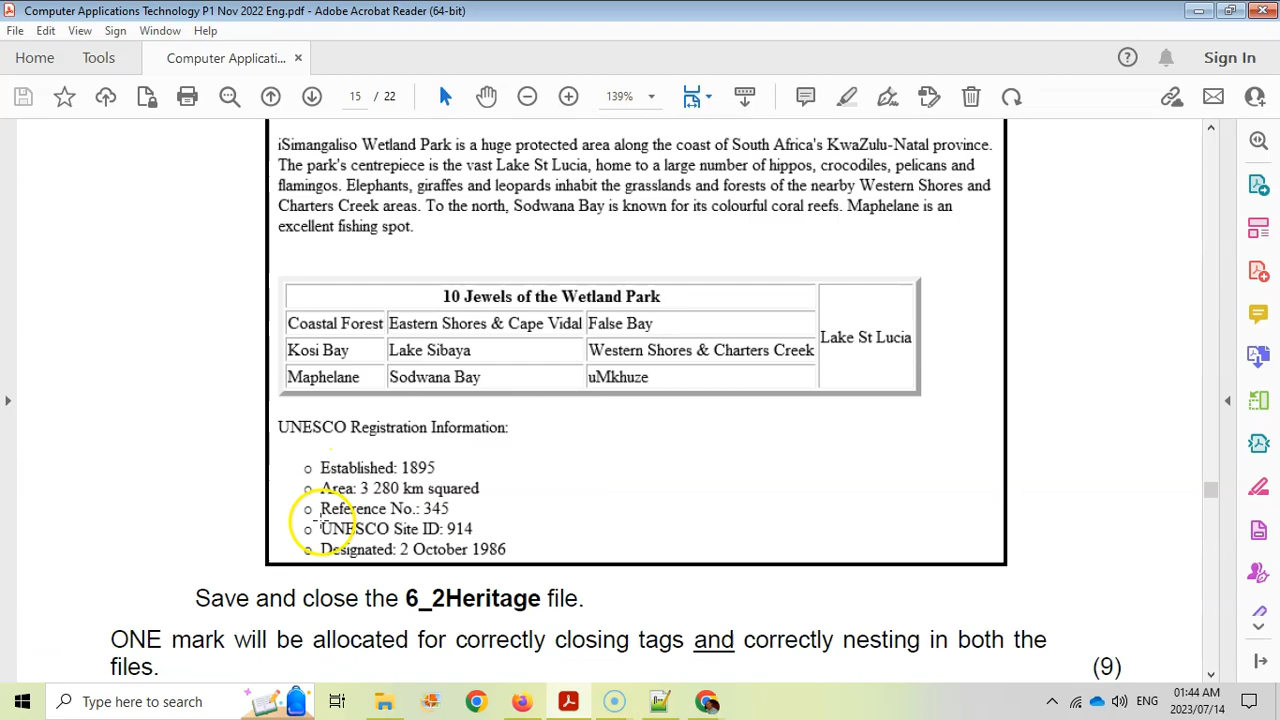 Computer Applications Technology P1 Nov 2022 Eng.pdf - Adobe Acrobat Reader (64-bit)
File Edit View Sign Window Help
Home Tools Computer Applicati... × Sign In
15 / 22 139%
iSimangaliso Wetland Park is a huge protected area along the coast of South Africa's KwaZulu-Natal province.
The park's centrepiece is the vast Lake St Lucia, home to a large number of hippos, crocodiles, pelicans and
flamingos. Elephants, giraffes and leopards inhabit the grasslands and forests of the nearby Western Shores and
Charters Creek areas. To the north, Sodwana Bay is known for its colourful coral reefs. Maphelane is an
excellent fishing spot.
10 Jewels of the Wetland Park
Coastal Forest Eastern Shores & Cape Vidal False Bay
Lake St Lucia
Kosi Bay Lake Sibaya Western Shores & Charters Creek
Maphelane Sodwana Bay uMkhuze
UNESCO Registration Information:
o Established: 1895
o Area: 3 280 km squared
o Reference No.: 345
o UNESCO Site ID: 914
o Designated: 2 October 1986
Save and close the 6_2Heritage file.
ONE mark will be allocated for correctly closing tags and correctly nesting in both the
files. (9)
Type here to search
ENG
01:44 AM
2023/07/14